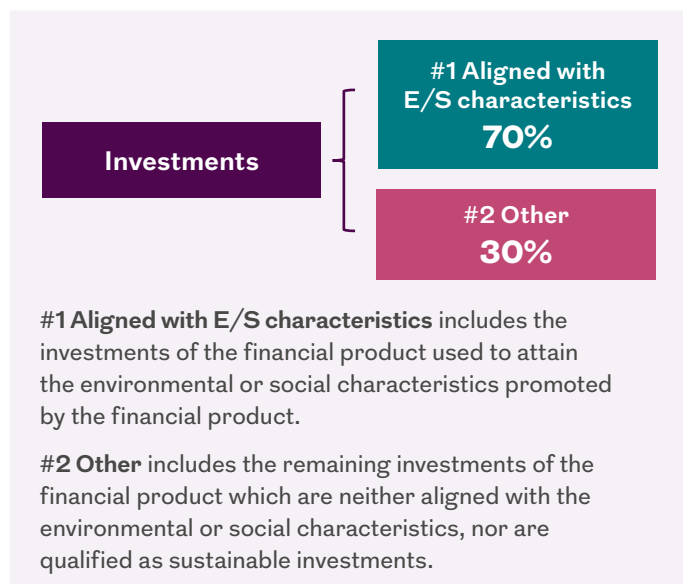 #1 Aligned with
E/S characteristics
70%
Investments
#2 Other
30%
#1 Aligned with E/S characteristics includes the
investments of the financial product used to attain
the environmental or social characteristics promoted
by the financial product.
#2 Other includes the remaining investments of the
financial product which are neither aligned with the
environmental or social characteristics, nor are
qualified as sustainable investments.